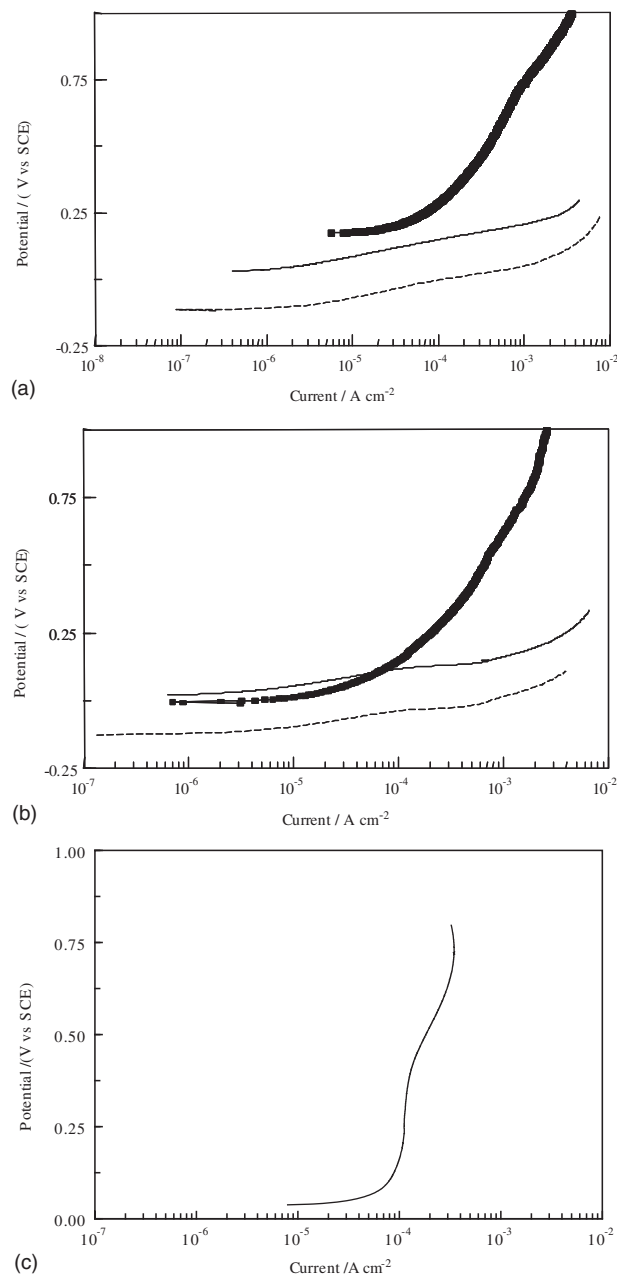 0.75
0.25
-0.25
Potential / ( V vs SCE)
10-8 10-7 10-6 10-5 10-4 10-3 10-2
Current / A cm-2
(a)
0.75
0.25
-0.25
Potential / ( V vs SCE)
10-7 10-6 10-5 10-4 10-3 10-2
Current / A cm-2
(b)
1.00
0.75
0.50
0.25
0.00
Potential /(V vs SCE)
10-7 10-6 10-5 10-4 10-3 10-2
Current /A cm-2
(c)